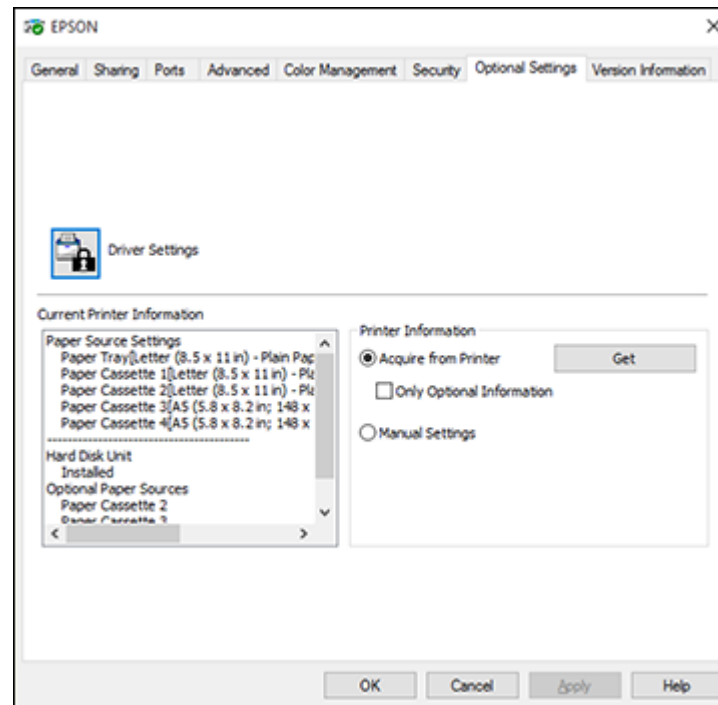 EPSON
General Sharing Ports Advanced Color Management Security Optional Settings Version Information
Driver Settings
Current Printer Information
Paper Source Settings
Paper Tray[Letter (8.5 x 11 in) - Plain Pap
Paper Cassette 1[Letter (8.5 x 11 in) - Pla
Paper Cassette 2[Letter (8.5 x 11 in) - Pla
Paper Cassette 3[A5 (5.8 x 8.2 in; 148 x
Paper Cassette 4[A5 (5.8 x 8.2 in; 148 x
----------------------------------------
Hard Disk Unit
Installed
Optional Paper Sources
Paper Cassette 2
Paper Cassette 3
Printer Information
Acquire from Printer Get
Only Optional Information
Manual Settings
OK Cancel Apply Help